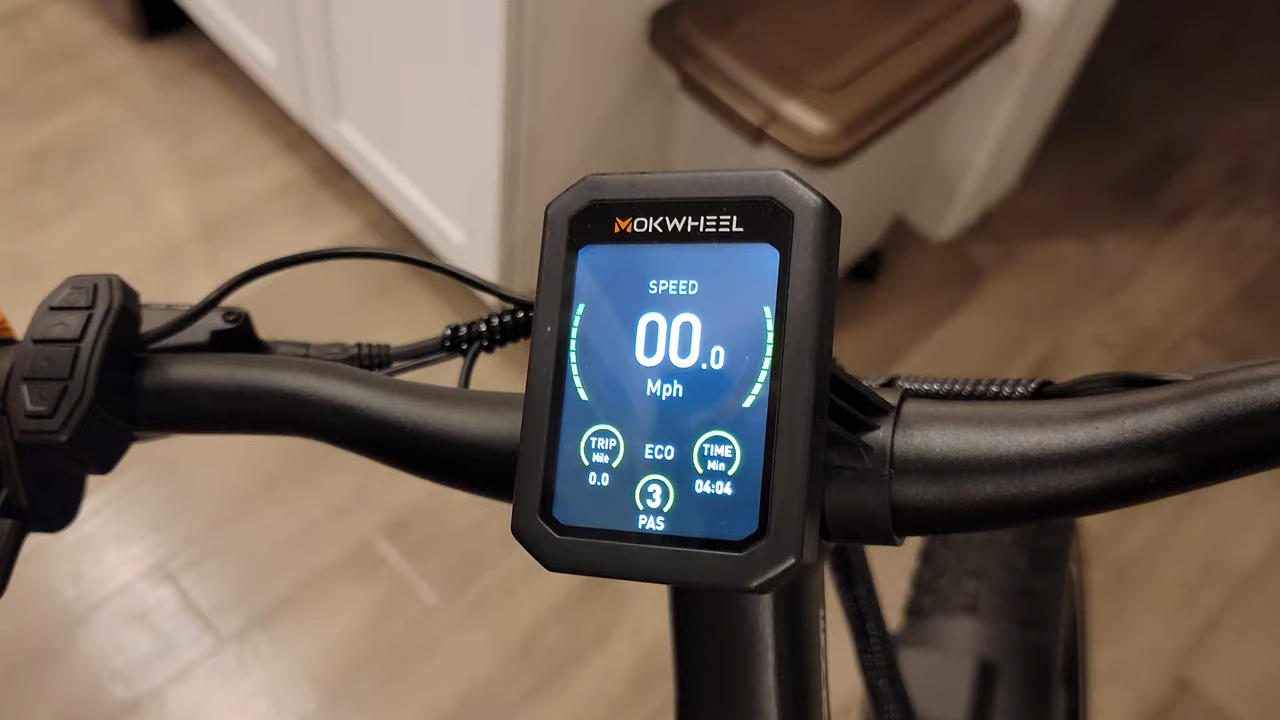 MOKWHEEL
SPEED
00.0
Mph
TRIP
Mile
0.0
ECO
TIME
Min
04:04
3
PAS